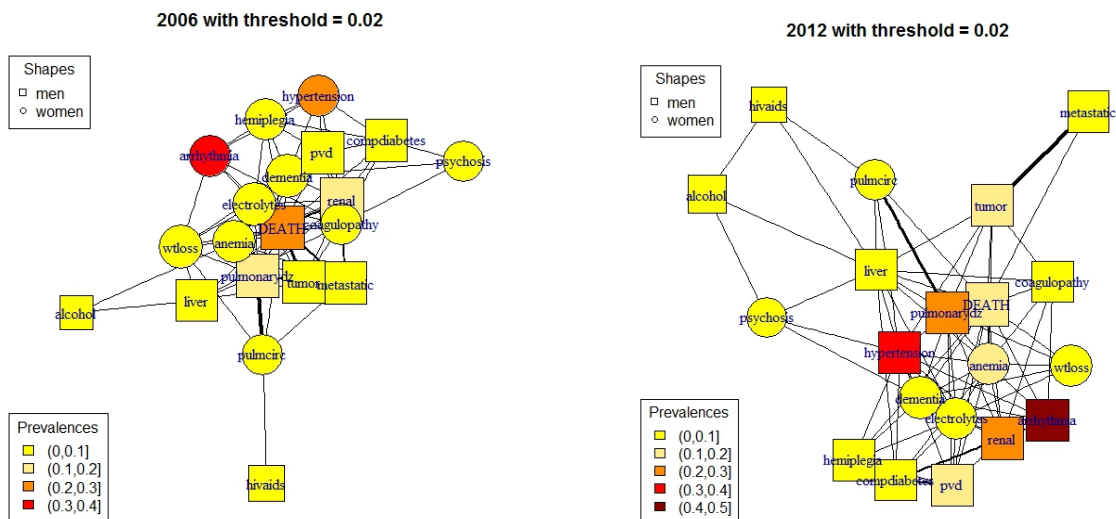 2006 with threshold = 0.02
Shapes
men
women
hypertension
hemiplegia
compdiabetes
arrhythmia
pvd
psychosis
dementia
renal
electrolytes
coagulopathy
DEATH
wtloss
anemia
pulmonarydz
tumor
metastatic
liver
alcohol
pulmcirc
hivaids
Prevalences
(0,0.1]
(0.1,0.2]
(0.2,0.3]
(0.3,0.4]
2012 with threshold = 0.02
Shapes
men
women
hivaids
metastatic
pulmcirc
alcohol
tumor
liver
coagulopathy
DEATH
pulmonarydz
psychosis
hypertension
anemia
wtloss
dementia
electrolytes
arrhythmia
renal
hemiplegia
compdiabetes
pvd
Prevalences
(0,0.1]
(0.1,0.2]
(0.2,0.3]
(0.3,0.4]
(0.4,0.5]